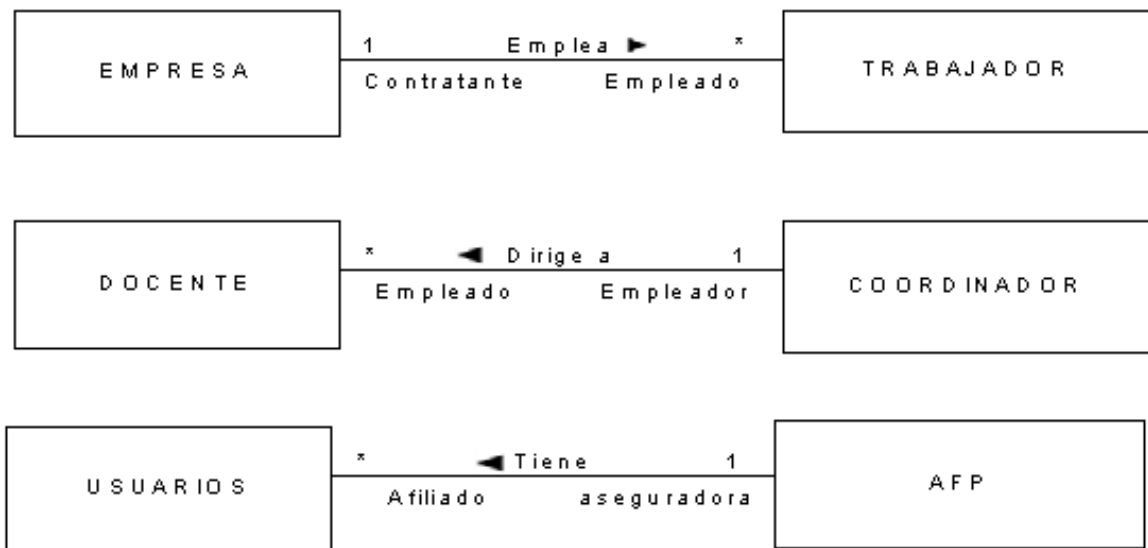 1 Emplea *
EMPRESA TRABAJADOR
Contratante Empleado
* Dirige a 1
DOCENTE COORDINADOR
Empleado Empleador
* Tiene 1
USUARIOS AFP
Afiliado aseguradora